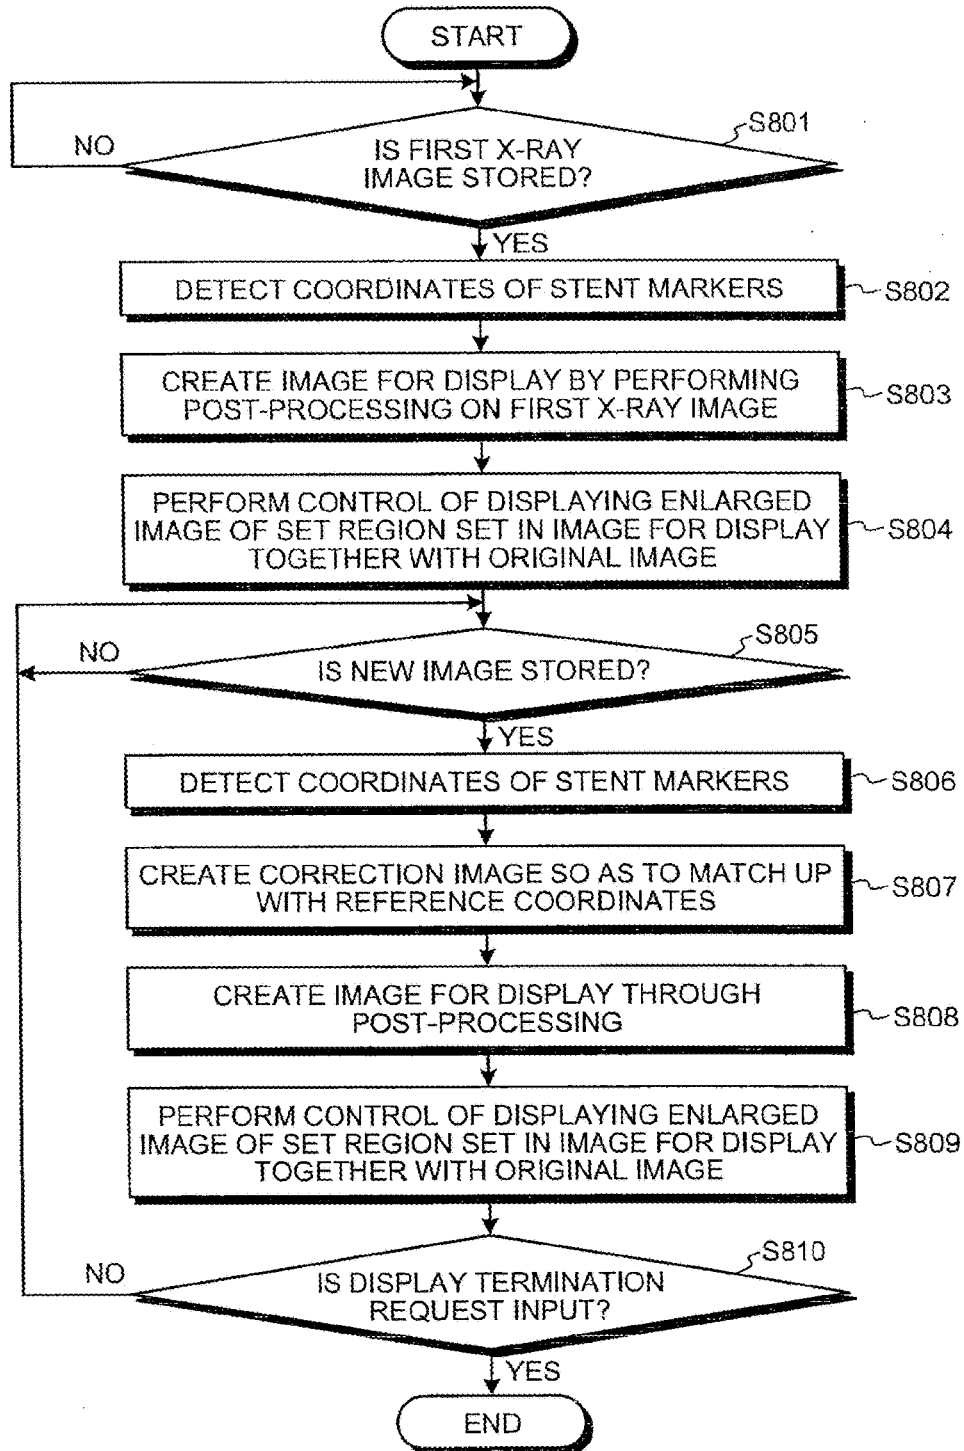 START
S801
NO
IS FIRST X-RAY
IMAGE STORED?
YES
DETECT COORDINATES OF STENT MARKERS
S802
CREATE IMAGE FOR DISPLAY BY PERFORMING
POST-PROCESSING ON FIRST X-RAY IMAGE
S803
PERFORM CONTROL OF DISPLAYING ENLARGED
IMAGE OF SET REGION SET IN IMAGE FOR DISPLAY
TOGETHER WITH ORIGINAL IMAGE
S804
S805
NO
IS NEW IMAGE STORED?
YES
DETECT COORDINATES OF STENT MARKERS
S806
CREATE CORRECTION IMAGE SO AS TO MATCH UP
WITH REFERENCE COORDINATES
S807
CREATE IMAGE FOR DISPLAY THROUGH
POST-PROCESSING
S808
PERFORM CONTROL OF DISPLAYING ENLARGED
IMAGE OF SET REGION SET IN IMAGE FOR DISPLAY
TOGETHER WITH ORIGINAL IMAGE
S809
S810
NO
IS DISPLAY TERMINATION
REQUEST INPUT?
YES
END